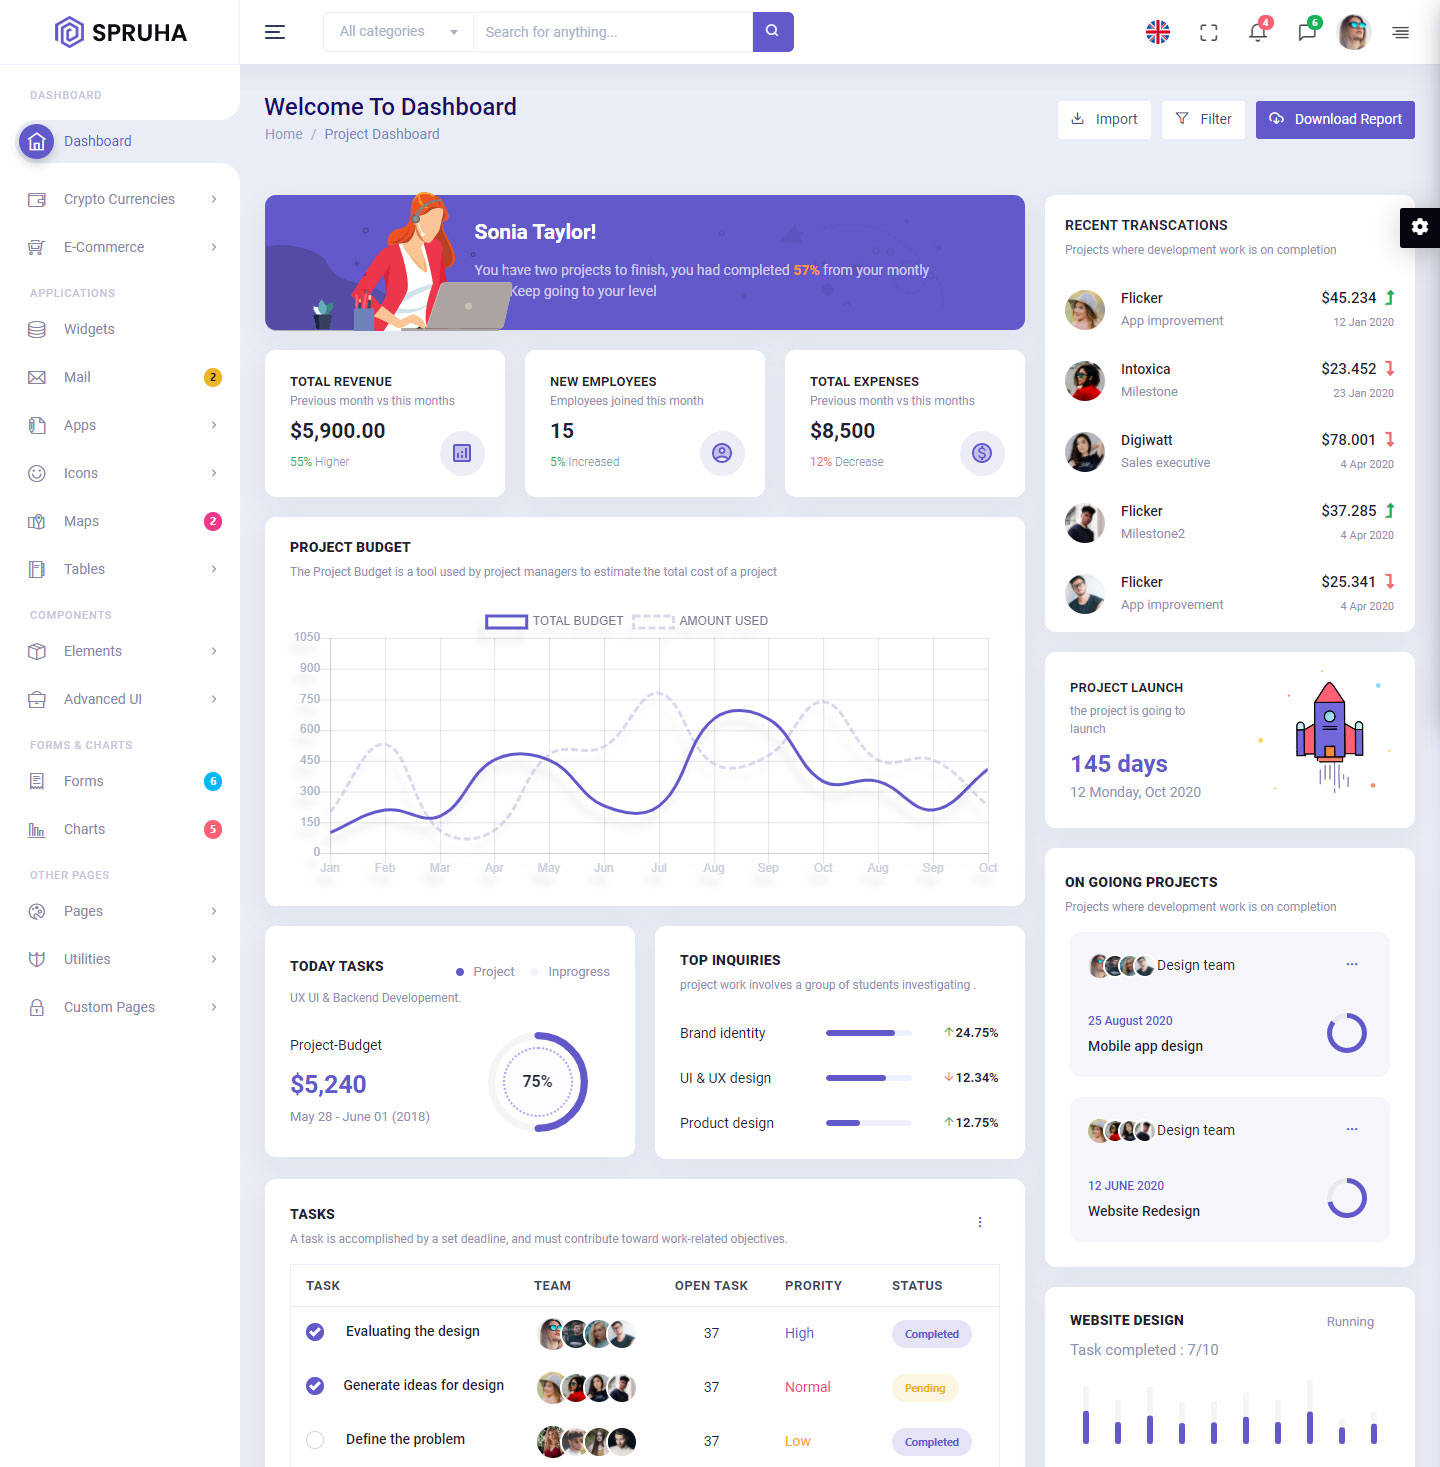 SPRUHA
All categories
Search for anything...
4
6
DASHBOARD
Dashboard
Crypto Currencies
E-Commerce
APPLICATIONS
Widgets
Mail
2
Apps
Icons
Maps
2
Tables
COMPONENTS
Elements
Advanced UI
FORMS & CHARTS
Forms
6
Charts
5
OTHER PAGES
Pages
Utilities
Custom Pages
Welcome To Dashboard
Home / Project Dashboard
Import
Filter
Download Report
Sonia Taylor!
You have two projects to finish, you had completed 57% from your montly
Keep going to your level
TOTAL REVENUE
Previous month vs this months
$5,900.00
55% Higher
NEW EMPLOYEES
Employees joined this month
15
5% Increased
TOTAL EXPENSES
Previous month vs this months
$8,500
12% Decrease
PROJECT BUDGET
The Project Budget is a tool used by project managers to estimate the total cost of a project
TOTAL BUDGET
AMOUNT USED
1050
900
750
600
450
300
150
0
Jan Feb Mar Apr May Jun Jul Aug Sep Oct Aug Sep Oct
TODAY TASKS
Project
Inprogress
UX UI & Backend Developement.
Project-Budget
$5,240
May 28 - June 01 (2018)
75%
TOP INQUIRIES
project work involves a group of students investigating .
Brand identity
24.75%
UI & UX design
12.34%
Product design
12.75%
TASKS
A task is accomplished by a set deadline, and must contribute toward work-related objectives.
TASK TEAM OPEN TASK PRORITY STATUS
Evaluating the design 37 High Completed
Generate ideas for design 37 Normal Pending
Define the problem 37 Low Completed
RECENT TRANSCATIONS
Projects where development work is on completion
Flicker $45.234
App improvement 12 Jan 2020
Intoxica $23.452
Milestone 23 Jan 2020
Digiwatt $78.001
Sales executive 4 Apr 2020
Flicker $37.285
Milestone2 4 Apr 2020
Flicker $25.341
App improvement 4 Apr 2020
PROJECT LAUNCH
the project is going to
launch
145 days
12 Monday, Oct 2020
ON GOIONG PROJECTS
Projects where development work is on completion
Design team
25 August 2020
Mobile app design
Design team
12 JUNE 2020
Website Redesign
WEBSITE DESIGN
Running
Task completed : 7/10